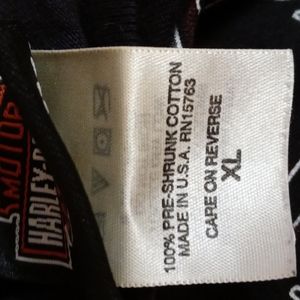 MOTOR
HARLEY-D
100% PRE-SHRUNK COTTON
MADE IN U.S.A. RN15763
CARE ON REVERSE
XL